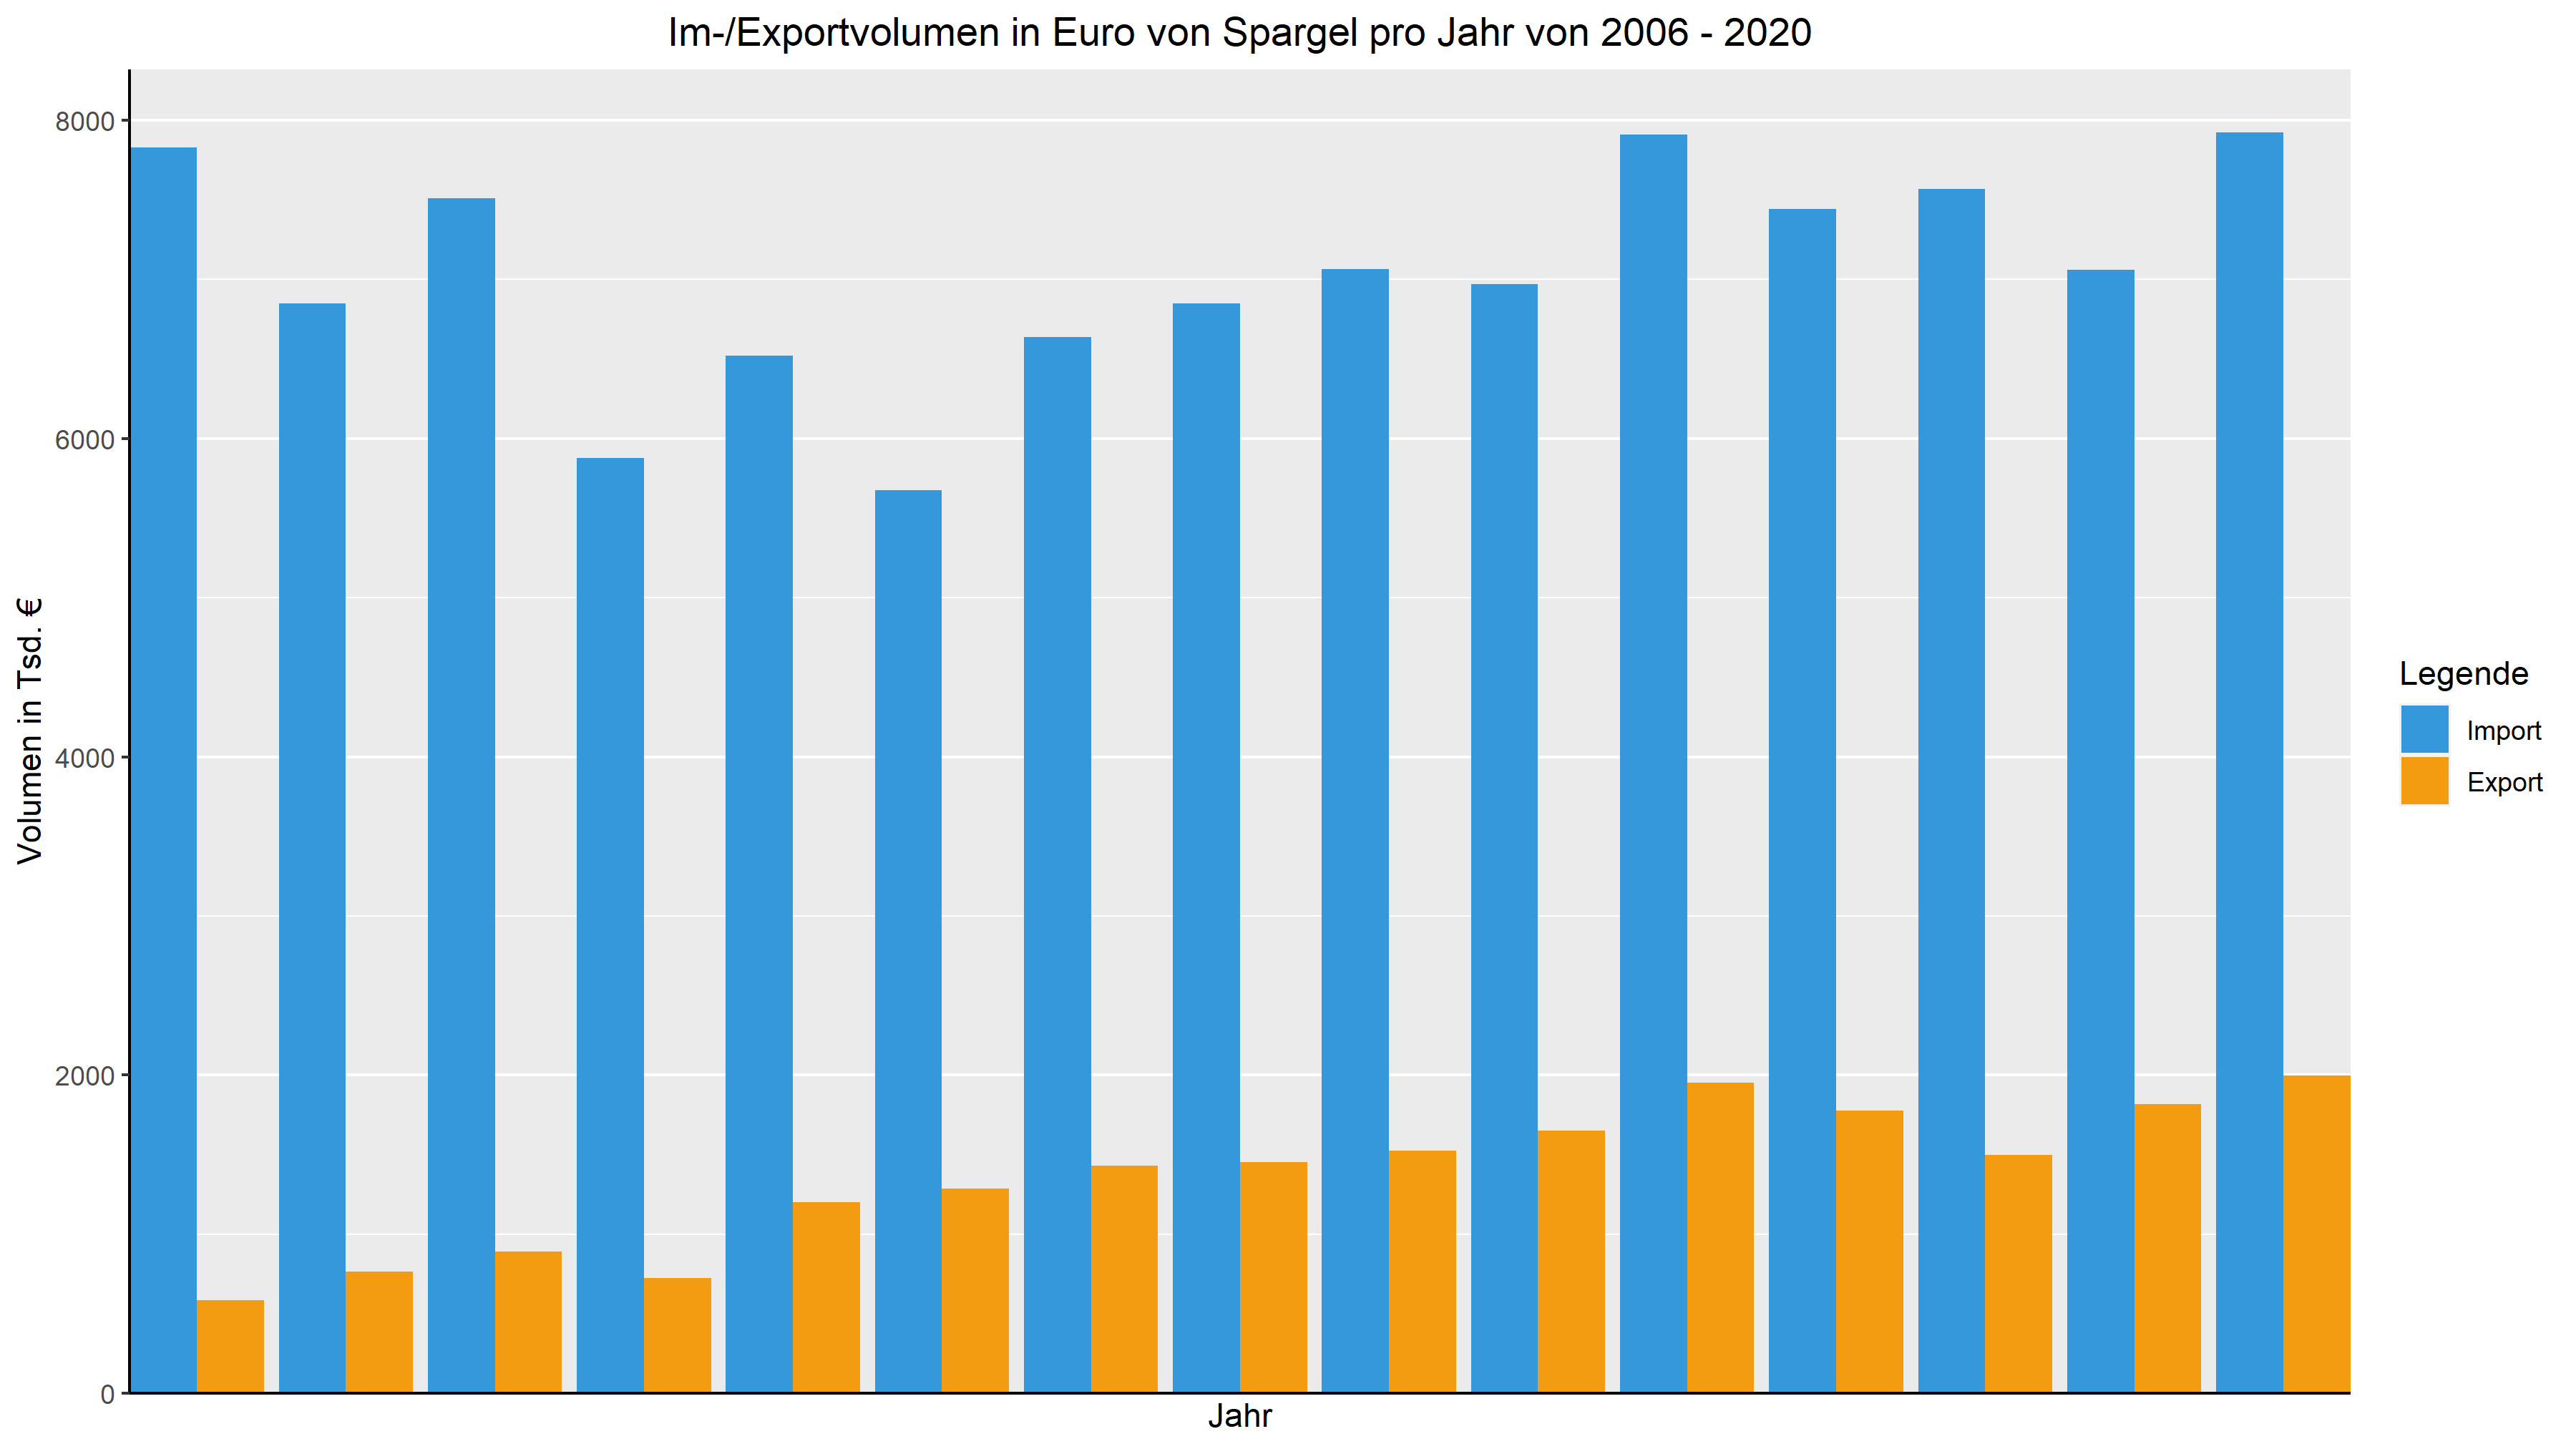 Im-/Exportvolumen in Euro von Spargel pro Jahr von 2006 - 2020
Volumen in Tsd. €
8000
6000
4000
2000
0
Jahr
Legende
Import
Export